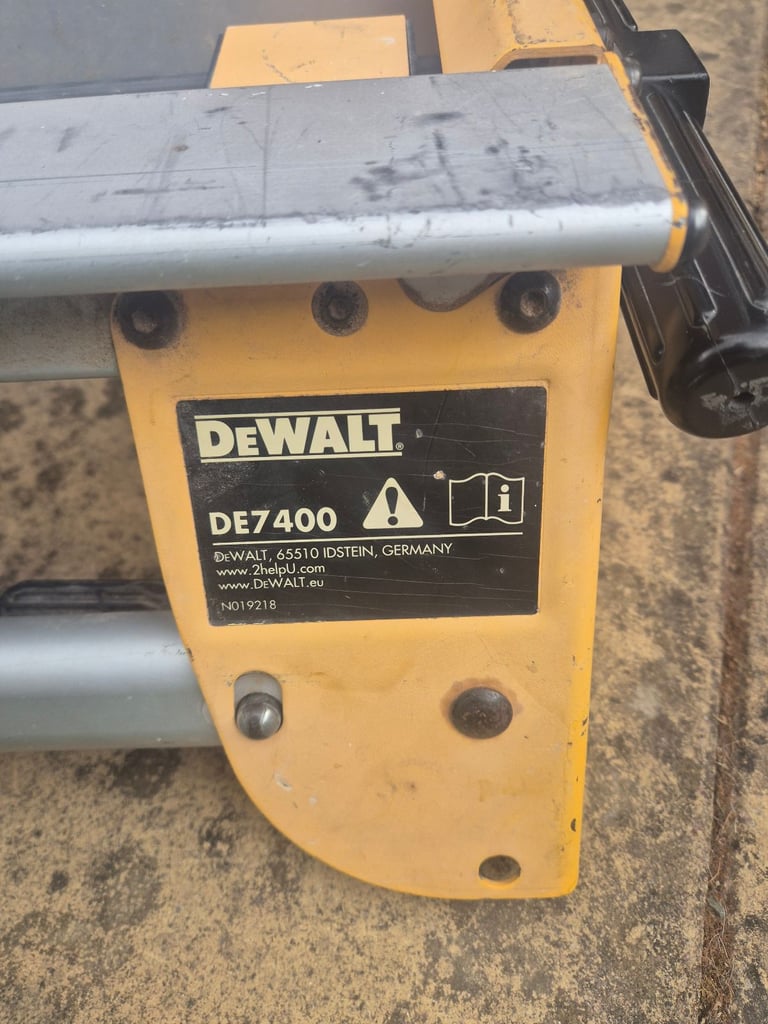 DEWALT®
DE7400
DEWALT, 65510 IDSTEIN, GERMANY
www.2helpU.com
www.DEWALT.eu
N019218